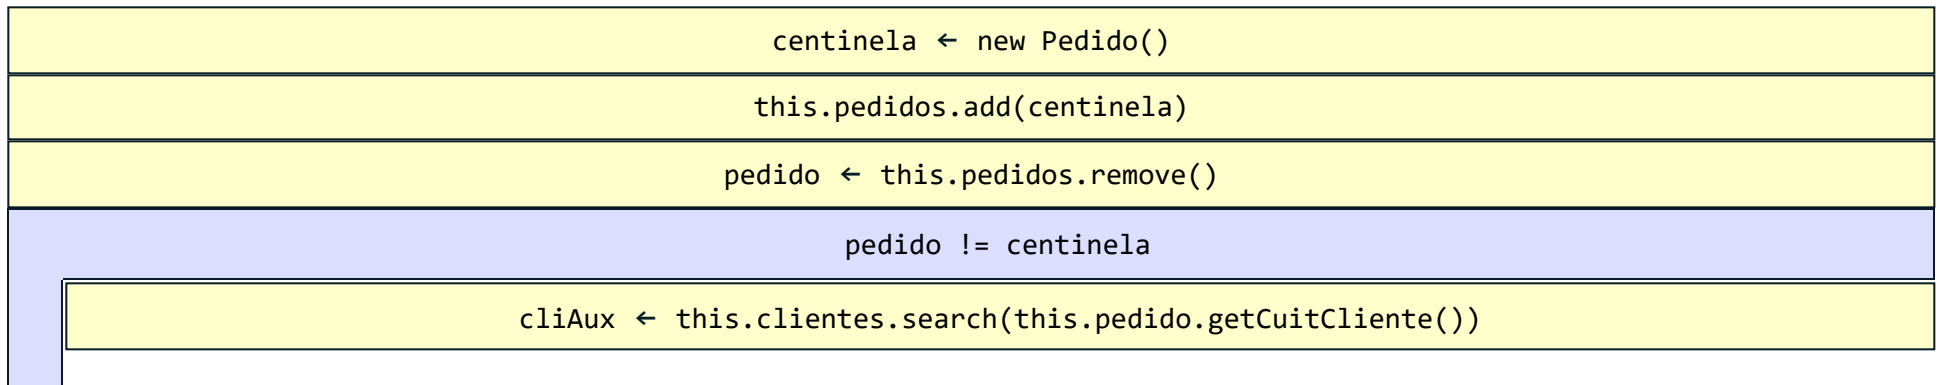 centinela ← new Pedido()
this.pedidos.add(centinela)
pedido ← this.pedidos.remove()
pedido != centinela
cliAux ← this.clientes.search(this.pedido.getCuitCliente())